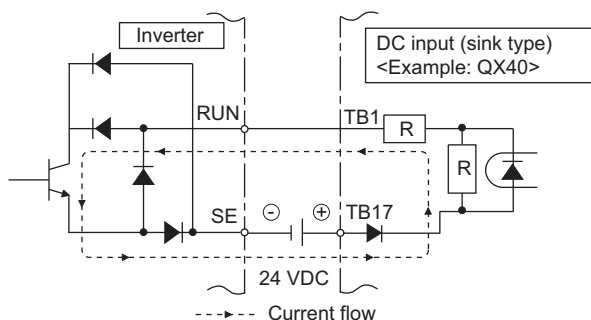 Inverter
DC input (sink type)
<Example: QX40>
RUN
TB1
R
R
SE
⊖
⊕
TB17
24 VDC
Current flow